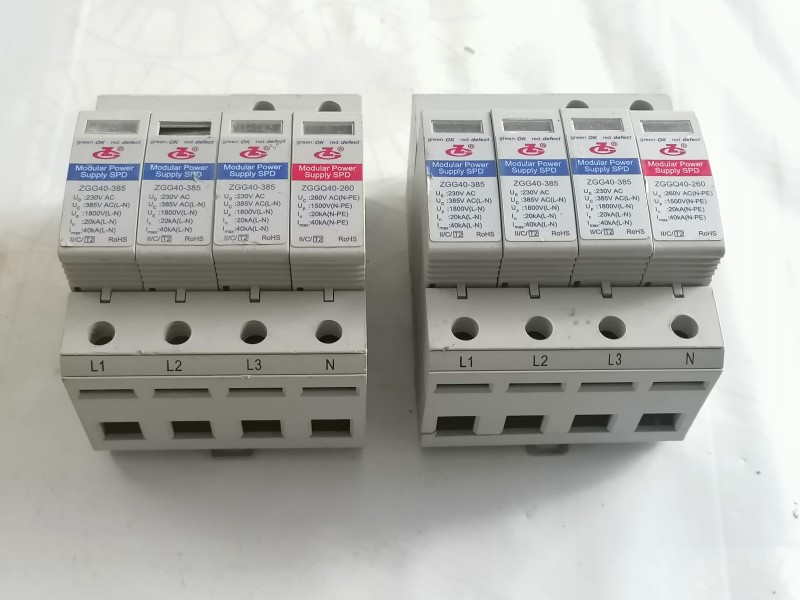 green: OK red: defect
®
Modular Power
Supply SPD
ZGG40-385
U₀ :230V AC
Uc :385V AC(L-N)
Up :1800V(L-N)
In :20kA(L-N)
Imax:40kA(L-N)
II/C/T2 RoHS
green: OK red: defect
®
Modular Power
Supply SPD
ZGG40-385
U₀ :230V AC
Uc :385V AC(L-N)
Up :1800V(L-N)
In :20kA(L-N)
Imax:40kA(L-N)
II/C/T2 RoHS
green: OK red: defect
®
Modular Power
Supply SPD
ZGG40-385
U₀ :230V AC
Uc :385V AC(L-N)
Up :1800V(L-N)
In :20kA(L-N)
Imax:40kA(L-N)
II/C/T2 RoHS
green: OK red: defect
®
Modular Power
Supply SPD
ZGGQ40-260
Uc :260V AC(N-PE)
Up :1500V(N-PE)
In :20kA(N-PE)
Imax:40kA(N-PE)
RoHS
L1 L2 L3 N
green: OK red: defect
®
Modular Power
Supply SPD
ZGG40-385
U₀ :230V AC
Uc :385V AC(L-N)
Up :1800V(L-N)
In :20kA(L-N)
Imax:40kA(L-N)
II/C/T2 RoHS
green: OK red: defect
®
Modular Power
Supply SPD
ZGG40-385
U₀ :230V AC
Uc :385V AC(L-N)
Up :1800V(L-N)
In :20kA(L-N)
Imax:40kA(L-N)
II/C/T2 RoHS
green: OK red: defect
®
Modular Power
Supply SPD
ZGG40-385
U₀ :230V AC
Uc :385V AC(L-N)
Up :1800V(L-N)
In :20kA(L-N)
Imax:40kA(L-N)
II/C/T2 RoHS
green: OK red: defect
®
Modular Power
Supply SPD
ZGGQ40-260
Uc :260V AC(N-PE)
Up :1500V(N-PE)
In :20kA(N-PE)
Imax:40kA(N-PE)
RoHS
L1 L2 L3 N